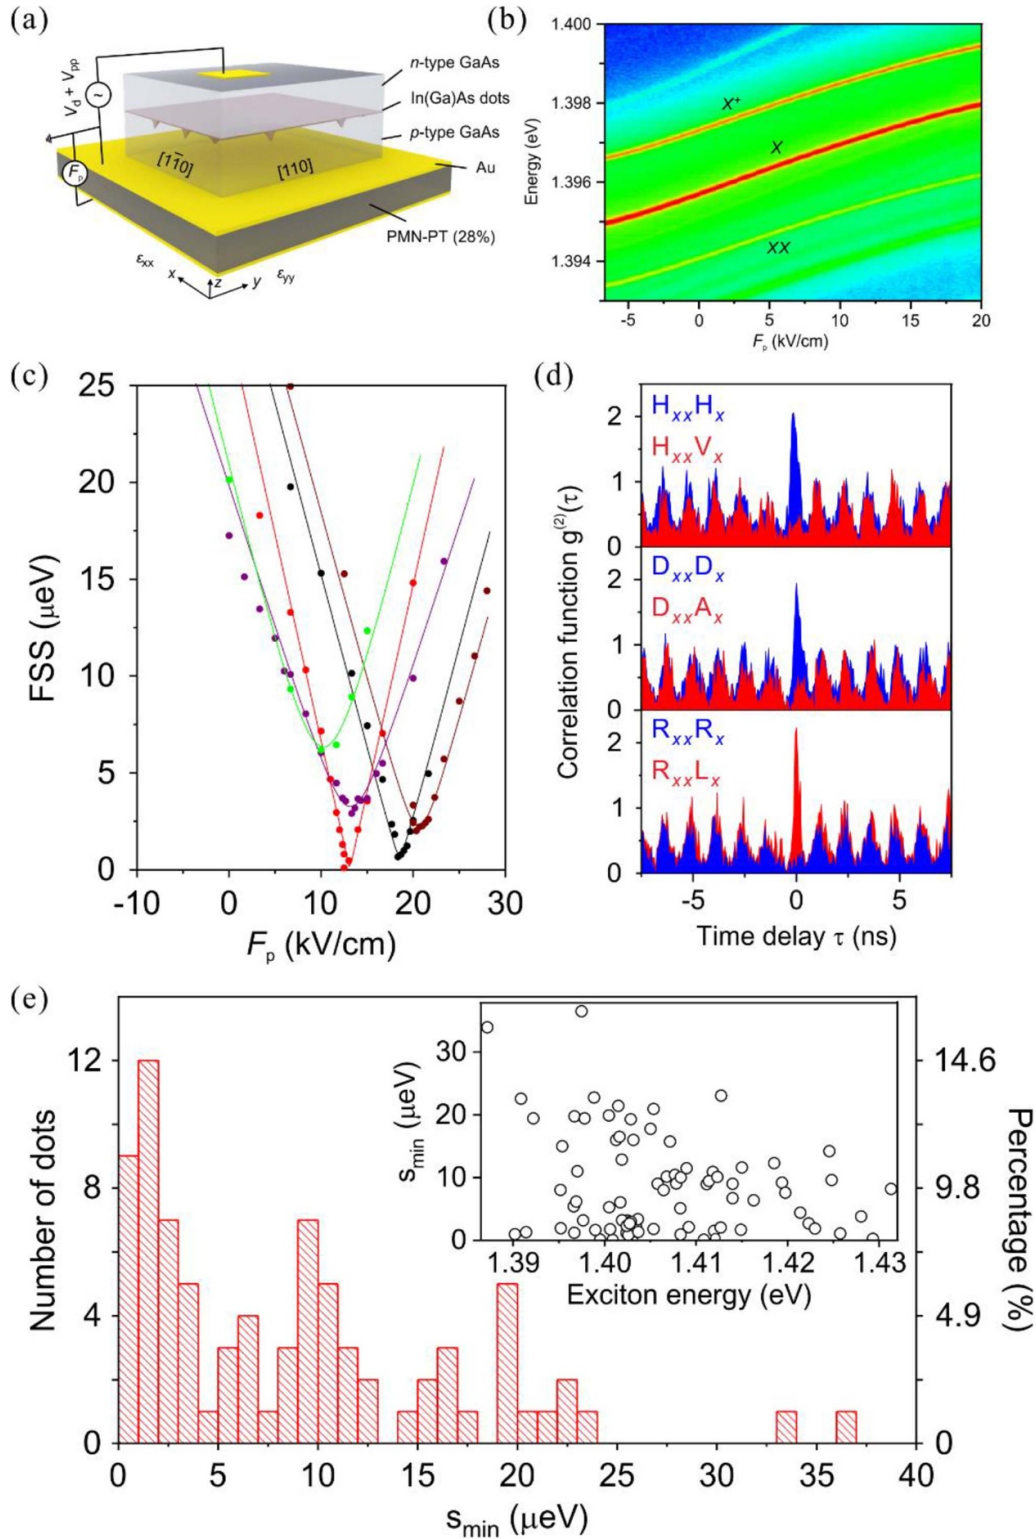 (a)
V_d + V_pp
~
F_p
n-type GaAs
In(Ga)As dots
p-type GaAs
[11̄0]
[110]
Au
PMN-PT (28%)
ε_xx
x
z
y
ε_yy
(b)
Energy (eV)
1.400
1.398
1.396
1.394
X⁺
X
XX
-5 0 5 10 15 20
F_p (kV/cm)
(c)
FSS (µeV)
25
20
15
10
5
0
-10 0 10 20 30
F_p (kV/cm)
(d)
Correlation function g⁽²⁾(τ)
H_xx H_x
H_xx V_x
2
1
0
D_xx D_x
D_xx A_x
2
1
0
R_xx R_x
R_xx L_x
2
1
0
-5 0 5
Time delay τ (ns)
(e)
Number of dots
12
8
4
0
s_min (µeV)
30
20
10
0
1.39 1.40 1.41 1.42 1.43
Exciton energy (eV)
14.6
9.8
4.9
0
Percentage (%)
0 5 10 15 20 25 30 35 40
s_min (µeV)